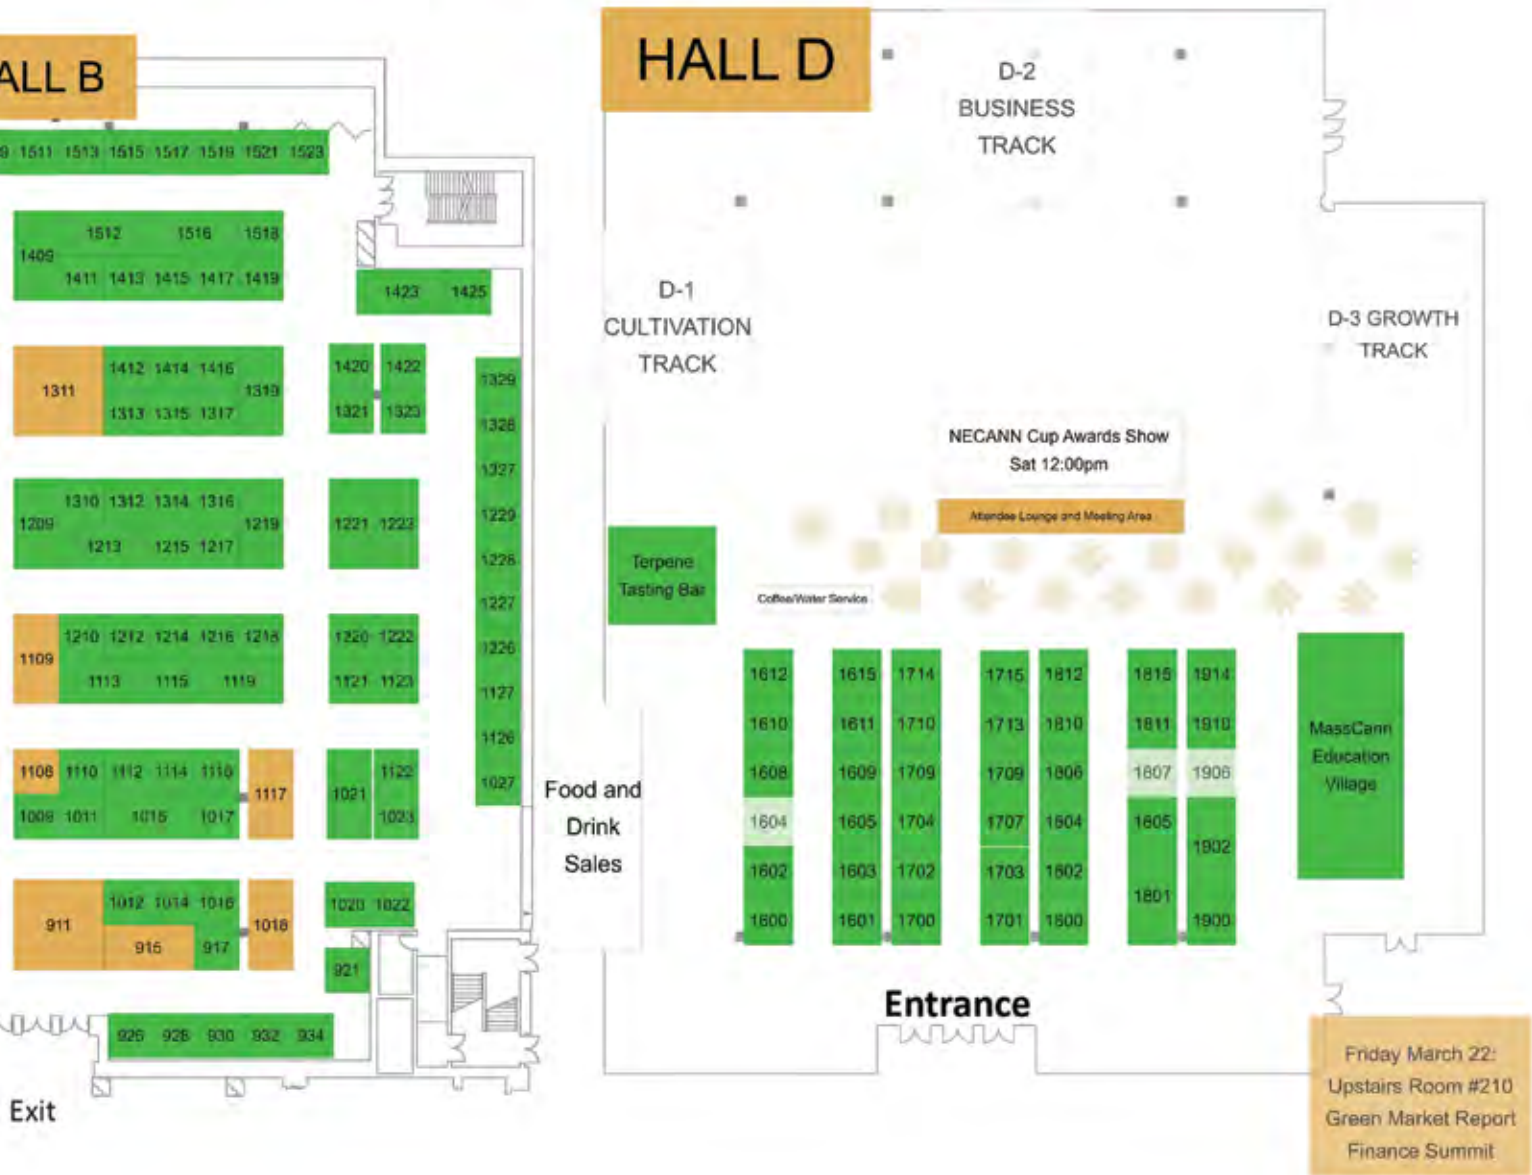 ALL B
HALL D
D-2
BUSINESS
TRACK
9 1511 1513 1515 1517 1519 1521 1523
1512 1516 1518
1409
1411 1413 1415 1417 1419
1423 1425
D-1
CULTIVATION
TRACK
D-3 GROWTH
TRACK
1412 1414 1416
1311 1319
1313 1315 1317
1420 1422
1321 1323
1329
1328
1327
1229
1228
1227
1226
1127
1126
1027
NECANN Cup Awards Show
Sat 12:00pm
Attendee Lounge and Meeting Area
1310 1312 1314 1316
1209 1219
1213 1215 1217
1221 1223
Terpene
Tasting Bar
Coffee/Water Service
1210 1212 1214 1216 1218
1109
1113 1115 1119
1220 1222
1121 1123
1108 1110 1112 1114 1116
1117
1009 1011 1015 1017
1122
1021
1023
Food and
Drink
Sales
1612 1615 1714 1715 1812 1815 1914
1610 1611 1710 1713 1810 1811 1910
1608 1609 1709 1709 1806 1807 1906
1604 1605 1704 1707 1804 1805
1902
1602 1603 1702 1703 1802
1801
1600 1601 1700 1701 1800 1900
MassCann
Education
Village
1012 1014 1016
911 1018
915 917
1020 1022
921
926 928 930 932 934
Entrance
Exit
Friday March 22:
Upstairs Room #210
Green Market Report
Finance Summit